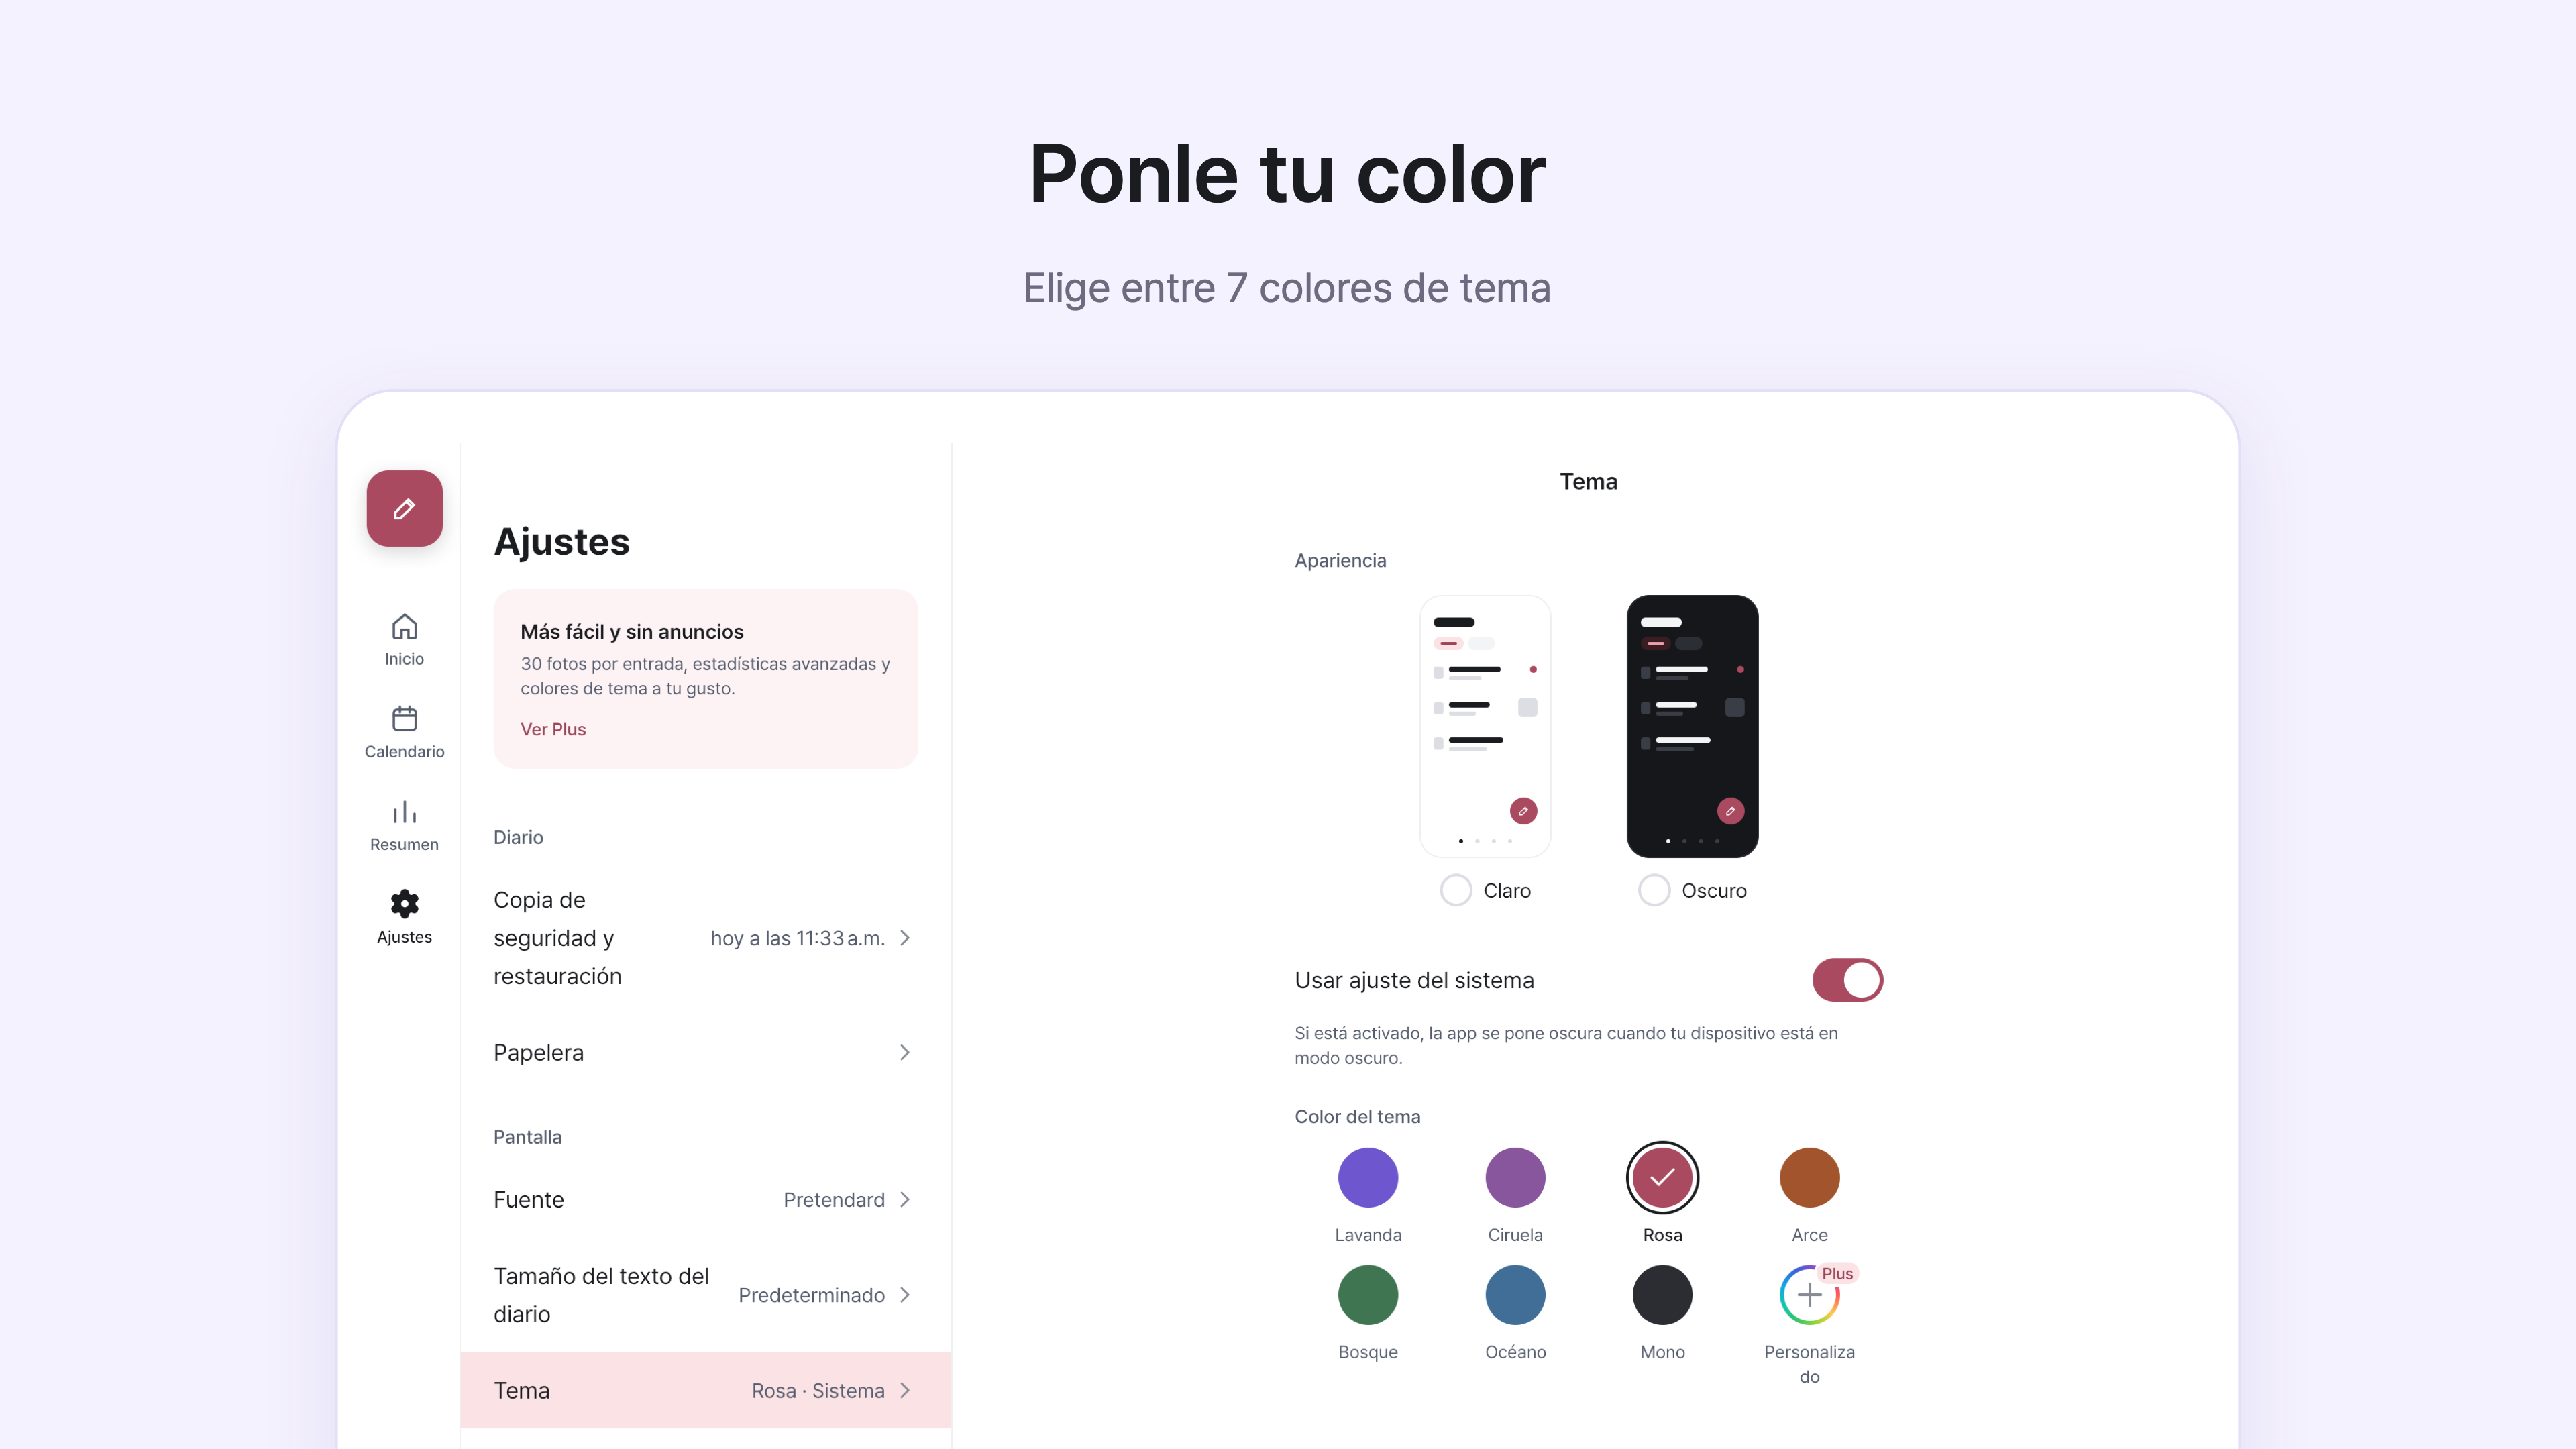 Ponle tu color
Elige entre 7 colores de tema
Inicio
Calendario
Resumen
Ajustes
Ajustes
Más fácil y sin anuncios
30 fotos por entrada, estadísticas avanzadas y
colores de tema a tu gusto.
Ver Plus
Diario
Copia de
seguridad y
restauración
hoy a las 11:33 a.m.
Papelera
Pantalla
Fuente
Pretendard
Tamaño del texto del
diario
Predeterminado
Tema
Rosa · Sistema
Tema
Apariencia
Claro
Oscuro
Usar ajuste del sistema
Si está activado, la app se pone oscura cuando tu dispositivo está en
modo oscuro.
Color del tema
Lavanda
Ciruela
Rosa
Arce
Plus
Bosque
Océano
Mono
Personaliza
do